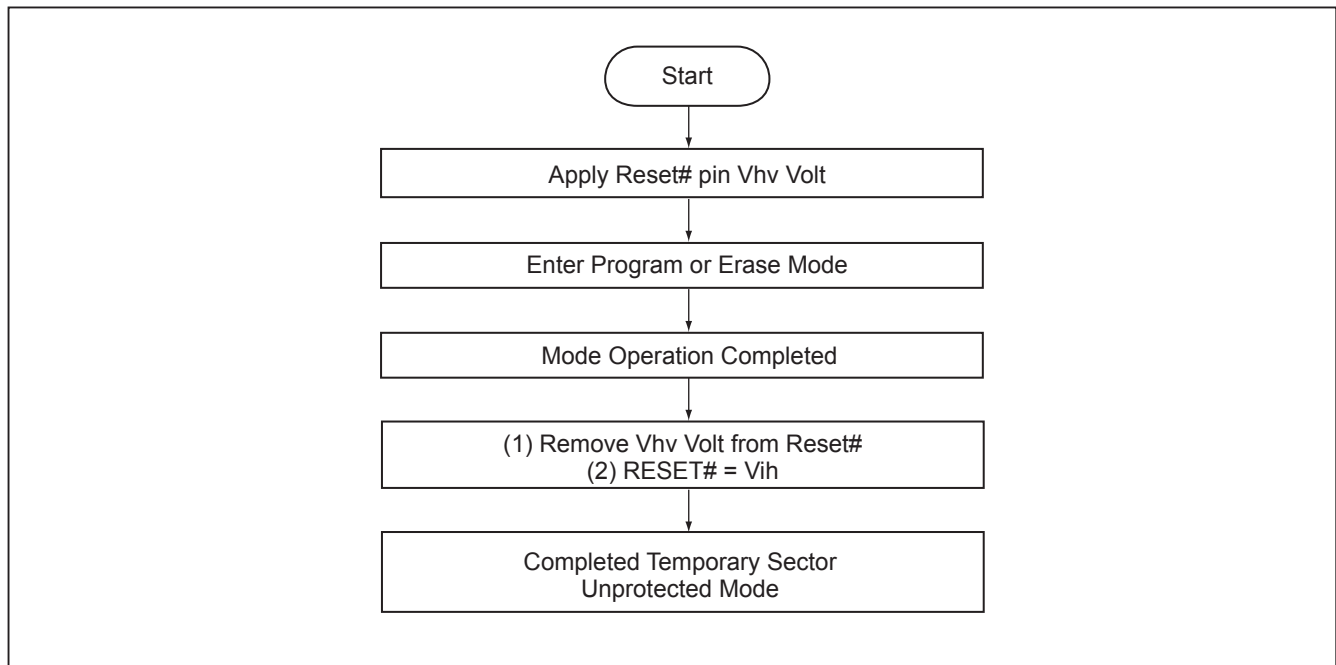 Start
Apply Reset# pin Vhv Volt
Enter Program or Erase Mode
Mode Operation Completed
(1) Remove Vhv Volt from Reset#
(2) RESET# = Vih
Completed Temporary Sector
Unprotected Mode